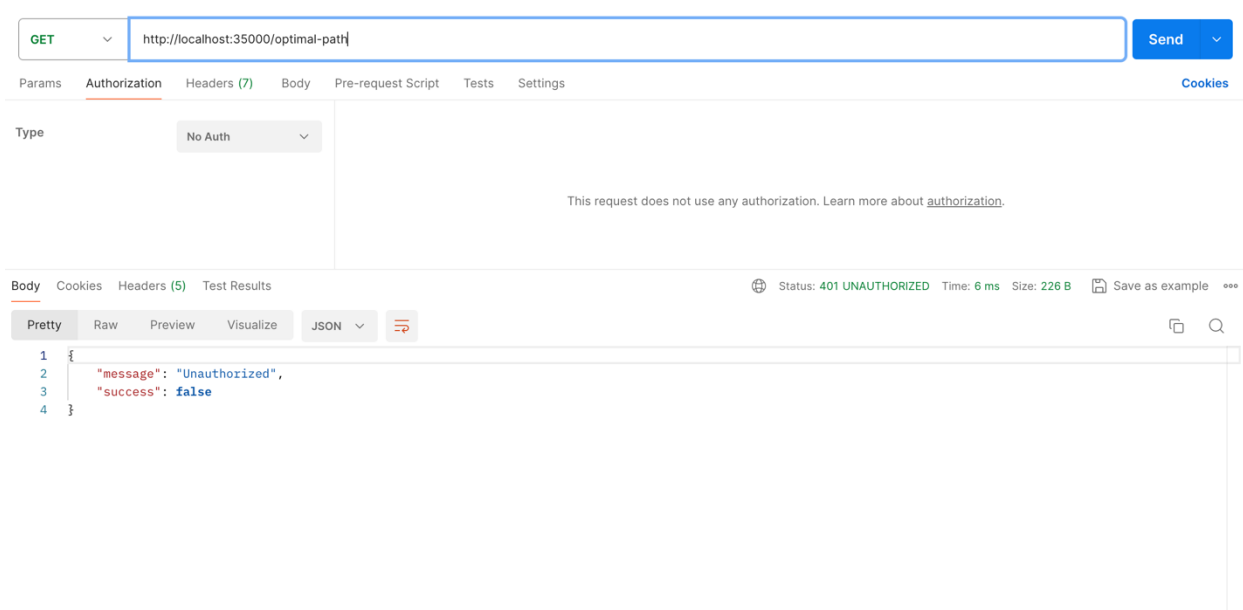 GET http://localhost:35000/optimal-path Send
Params Authorization Headers (7) Body Pre-request Script Tests Settings Cookies
Type No Auth
This request does not use any authorization. Learn more about authorization.
Body Cookies Headers (5) Test Results Status: 401 UNAUTHORIZED Time: 6 ms Size: 226 B Save as example
Pretty Raw Preview Visualize JSON
1 {
2 "message": "Unauthorized",
3 "success": false
4 }